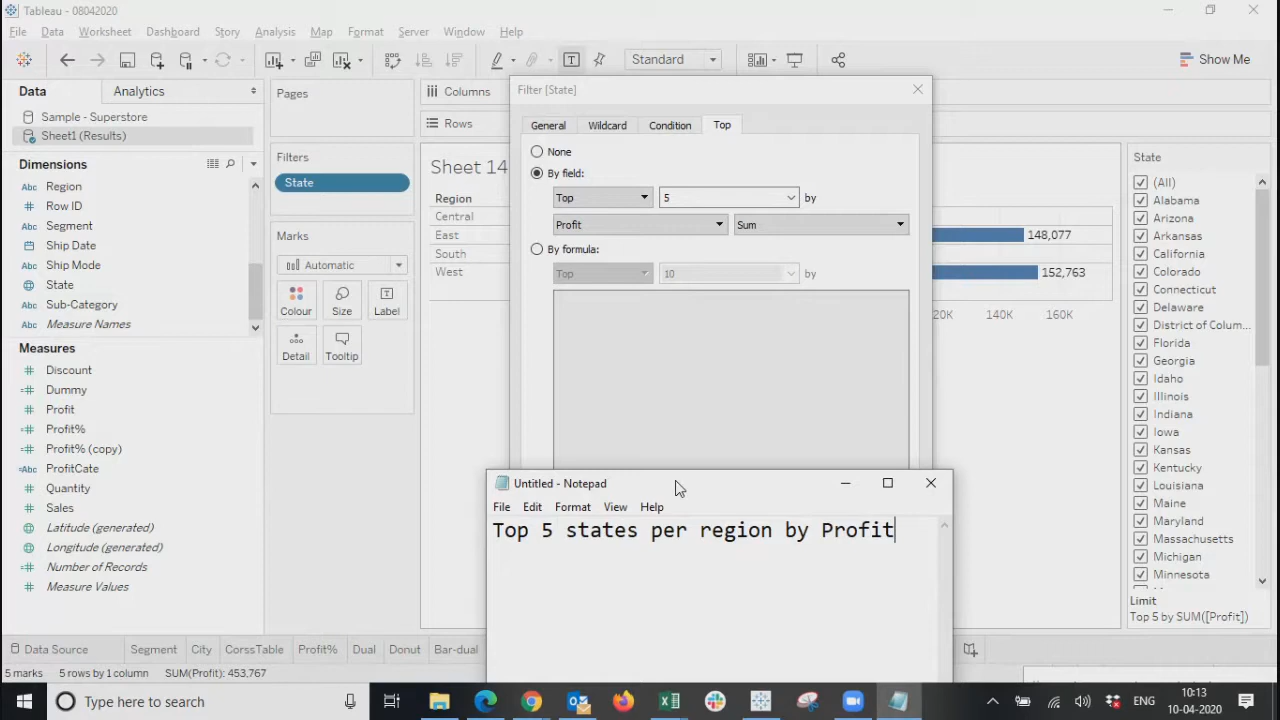 Tableau - 08042020
File Data Worksheet Dashboard Story Analysis Map Format Server Window Help
Standard
Show Me
Data Analytics
Sample - Superstore
Sheet1 (Results)
Dimensions
Abc Region
Abc Row ID
Abc Segment
Ship Date
Abc Ship Mode
State
Abc Sub-Category
Abc Measure Names
Measures
Discount
Dummy
Profit
Profit%
Profit% (copy)
Abc ProfitCate
Quantity
Sales
Latitude (generated)
Longitude (generated)
Number of Records
Measure Values
Pages
Filters
State
Marks
Automatic
Colour Size Label
Detail Tooltip
Columns
Rows
Sheet 14
Region
Central
East
South
West
148,077
152,763
20K 140K 160K
Filter [State]
General Wildcard Condition Top
None
By field:
Top 5 by
Profit Sum
By formula:
Top 10 by
Untitled - Notepad
File Edit Format View Help
Top 5 states per region by Profit
State
(All)
Alabama
Arizona
Arkansas
California
Colorado
Connecticut
Delaware
District of Colum...
Florida
Georgia
Idaho
Illinois
Indiana
Iowa
Kansas
Kentucky
Louisiana
Maine
Maryland
Massachusetts
Michigan
Minnesota
Limit
Top 5 by SUM([Profit])
Data Source Segment City CorssTable Profit% Dual Donut Bar-dual
5 marks 5 rows by 1 column SUM(Profit): 453,767
Type here to search
ENG
10:13
10-04-2020